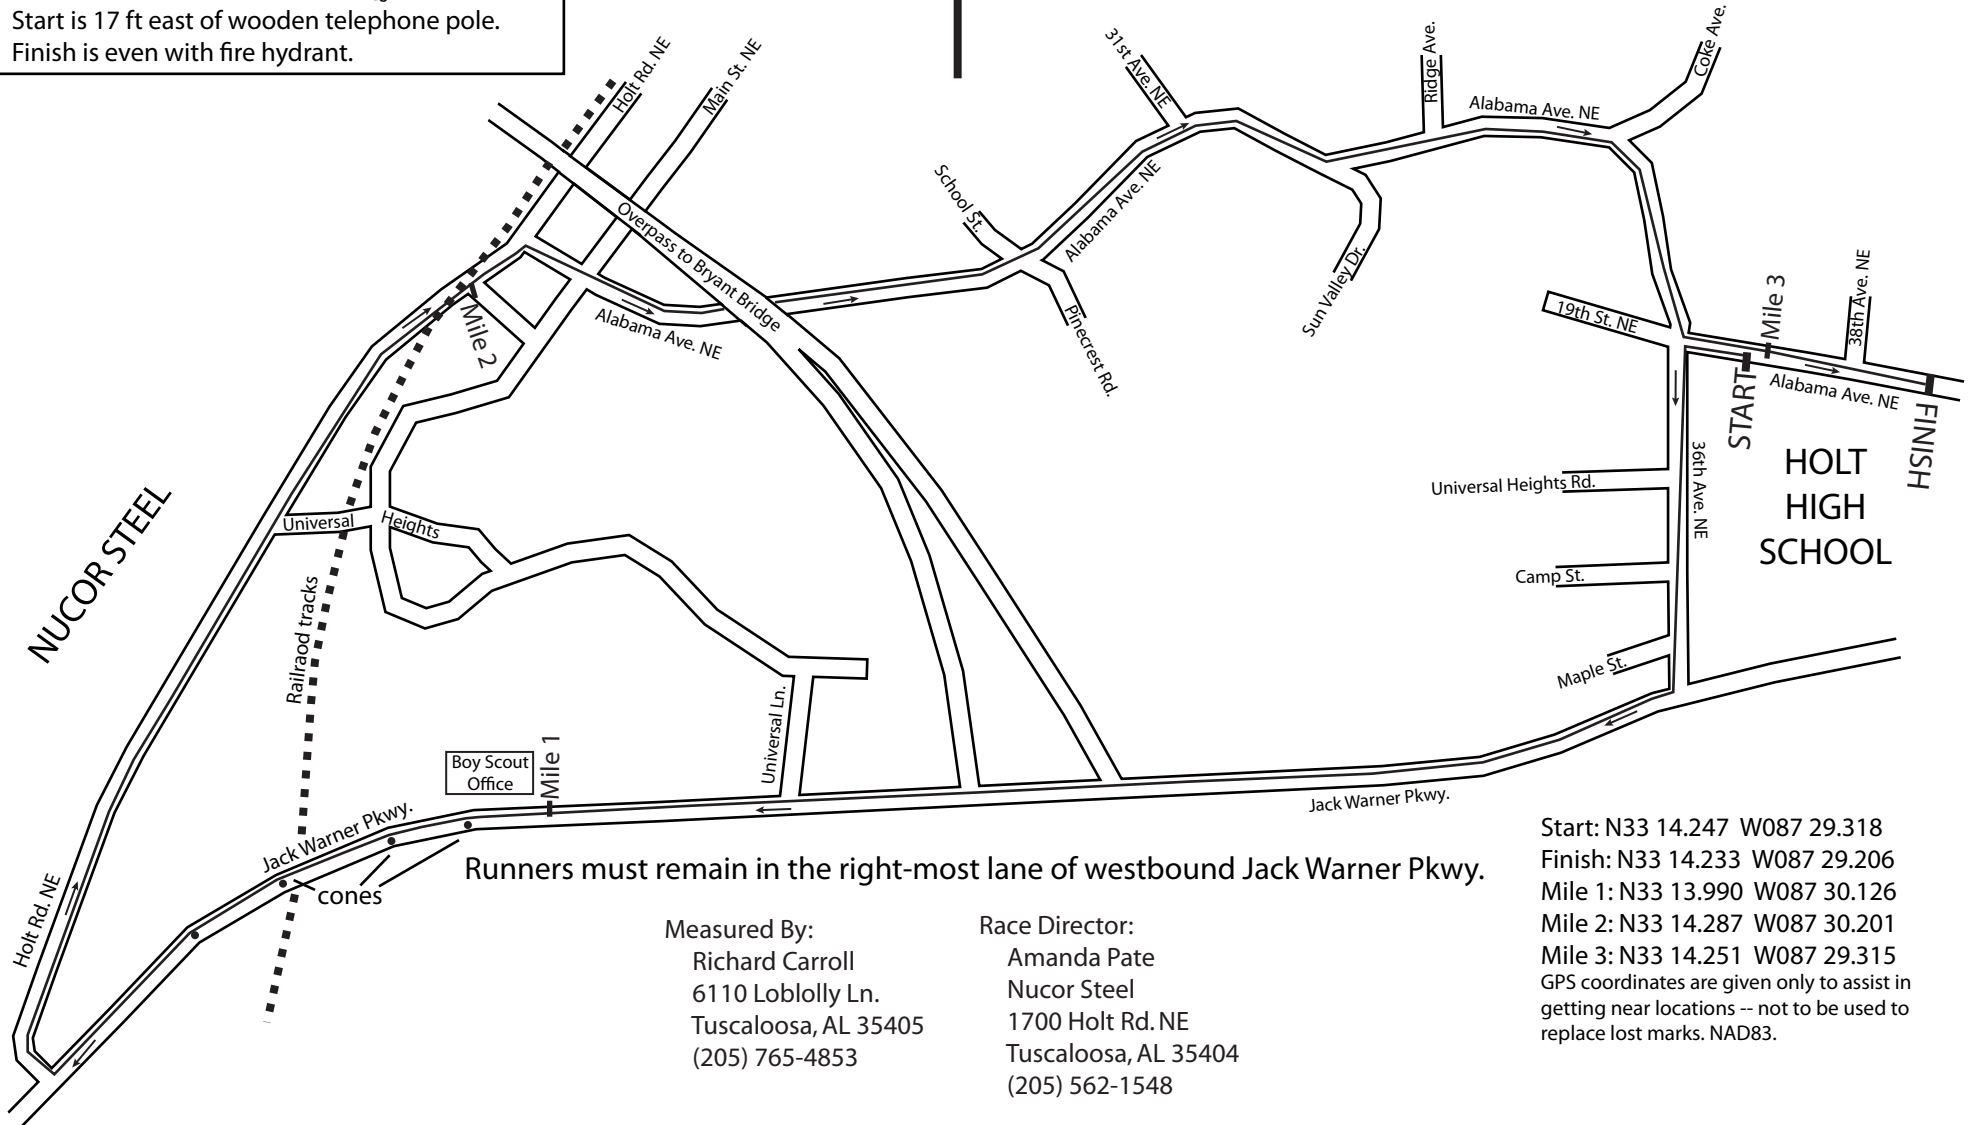 Start is 17 ft east of wooden telephone pole.
Finish is even with fire hydrant.
Holt Rd. NE
Main St. NE
31st Ave. NE
Ridge Ave.
Coke Ave.
Alabama Ave. NE
School St.
Alabama Ave. NE
Overpass to Bryant Bridge
Sun Valley Dr.
Pinecrest Rd.
Mile 2
Alabama Ave. NE
19th St. NE
Mile 3
38th Ave. NE
START
Alabama Ave. NE
FINISH
HOLT
HIGH
SCHOOL
36th Ave. NE
Universal Heights Rd.
Camp St.
Maple St.
NUCOR STEEL
Universal Heights
Railraod tracks
Universal Ln.
Boy Scout
Office
Mile 1
Jack Warner Pkwy.
Jack Warner Pkwy.
Holt Rd. NE
cones
Runners must remain in the right-most lane of westbound Jack Warner Pkwy.
Measured By:
Richard Carroll
6110 Loblolly Ln.
Tuscaloosa, AL 35405
(205) 765-4853
Race Director:
Amanda Pate
Nucor Steel
1700 Holt Rd. NE
Tuscaloosa, AL 35404
(205) 562-1548
Start: N33 14.247 W087 29.318
Finish: N33 14.233 W087 29.206
Mile 1: N33 13.990 W087 30.126
Mile 2: N33 14.287 W087 30.201
Mile 3: N33 14.251 W087 29.315
GPS coordinates are given only to assist in
getting near locations -- not to be used to
replace lost marks. NAD83.